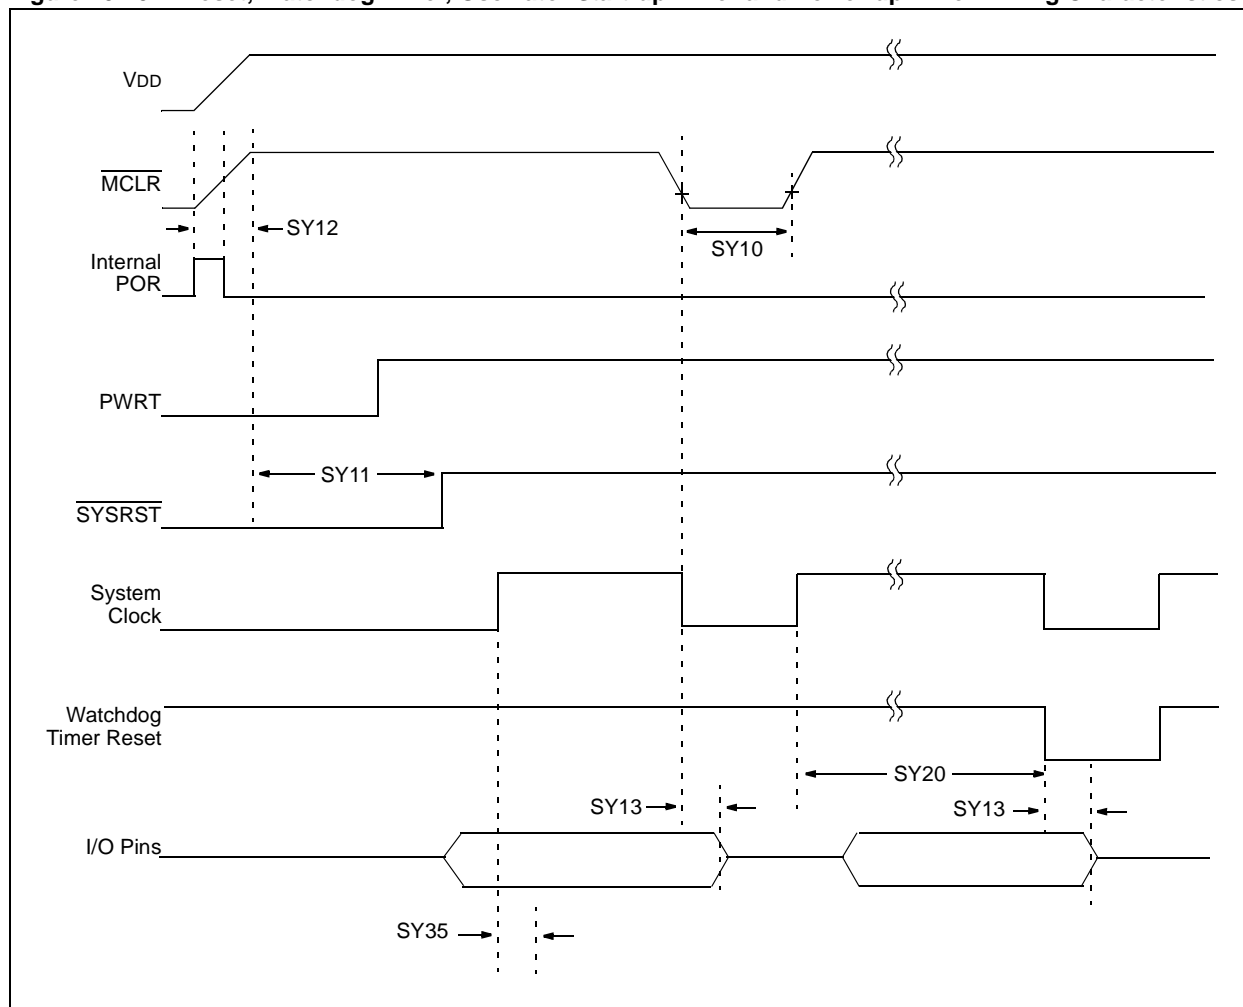 VDD
MCLR
SY12
SY10
Internal
POR
PWRT
SY11
SYSRST
System
Clock
Watchdog
Timer Reset
SY20
SY13
SY13
I/O Pins
SY35